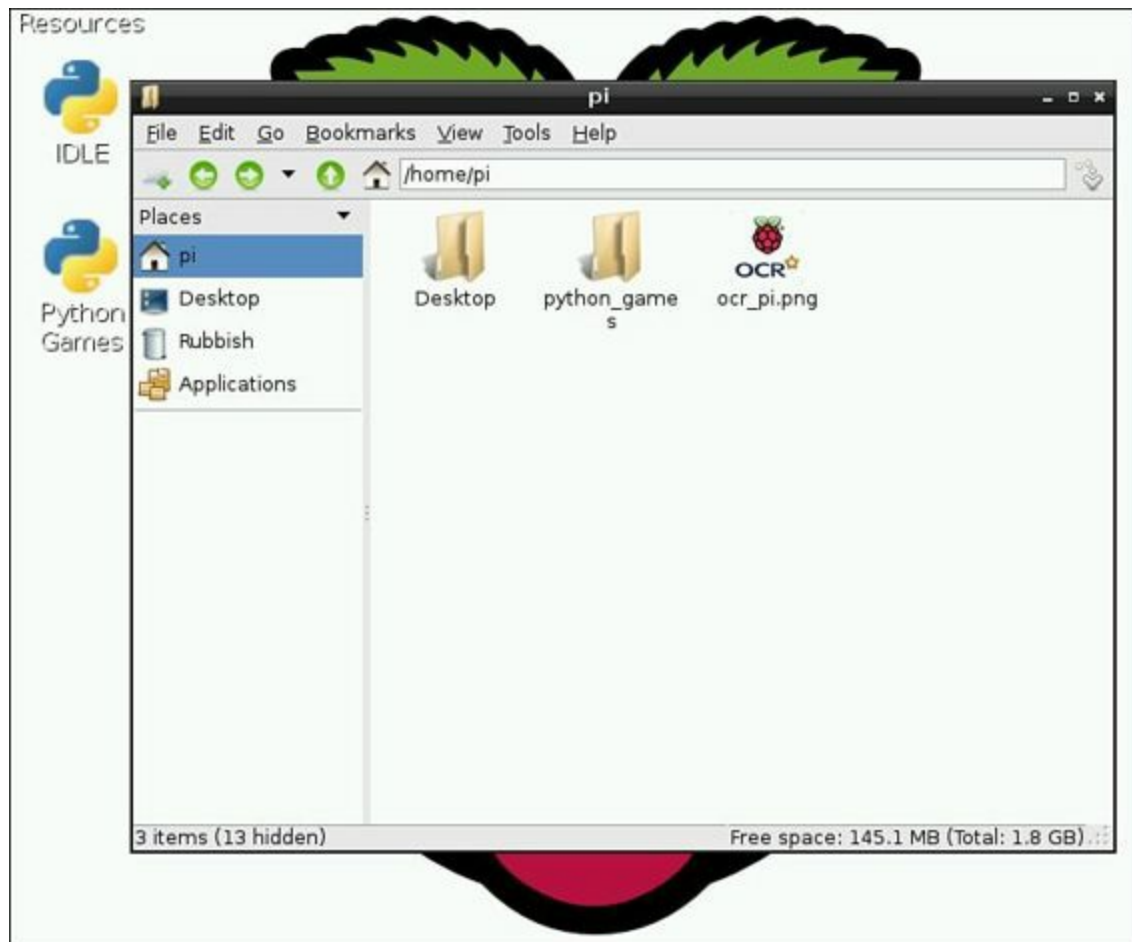 Resources
IDLE
Python
Games
pi
File Edit Go Bookmarks View Tools Help
/home/pi
Places
pi
Desktop
Rubbish
Applications
Desktop
python_game
s
OCR
ocr_pi.png
3 items (13 hidden)
Free space: 145.1 MB (Total: 1.8 GB)